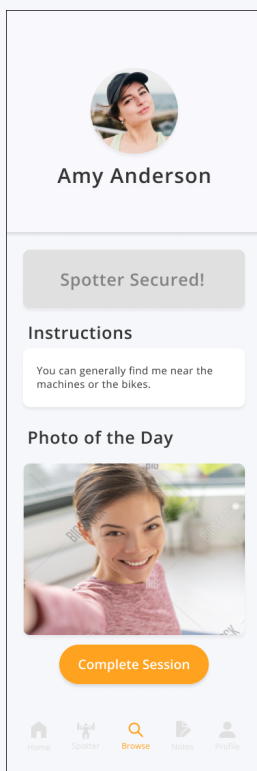 Amy Anderson
Spotter Secured!
Instructions
You can generally find me near the
machines or the bikes.
Photo of the Day
BIG
Complete Session
Home
Spotter
Browse
Notes
Profile